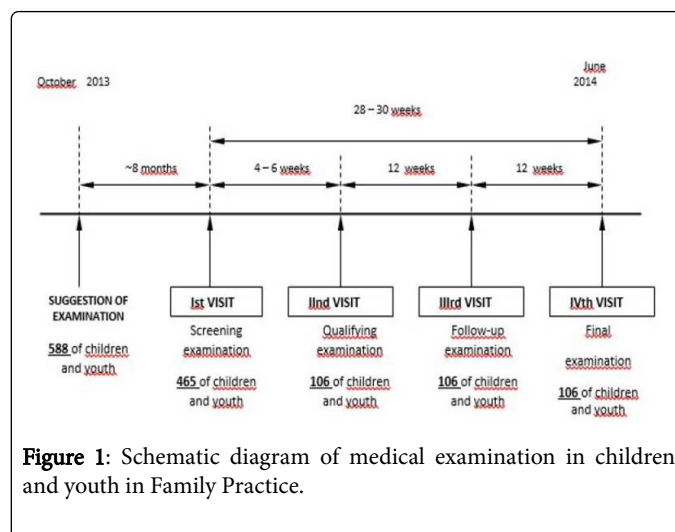 October 2013
June
2014
28 – 30 weeks
~8 months
4 – 6 weeks
12 weeks
12 weeks
SUGGESTION OF
EXAMINATION
588 of children
and youth
Ist VISIT
Screening
examination
465 of children
and youth
IInd VISIT
Qualifying
examination
106 of children
and youth
IIIrd VISIT
Follow-up
examination
106 of children
and youth
IVth VISIT
Final
examination
106 of children
and youth
Figure 1: Schematic diagram of medical examination in children
and youth in Family Practice.